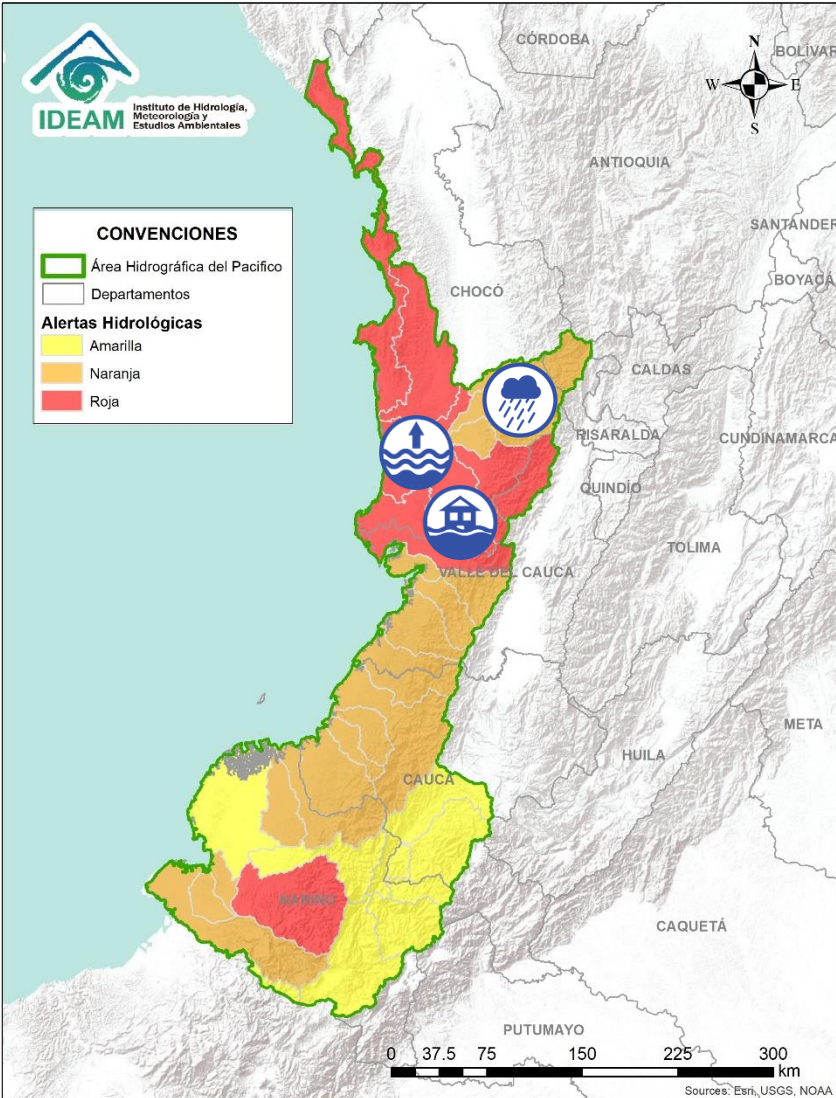 IDEAM
Instituto de Hidrología,
Meteorología y
Estudios Ambientales
N
W
E
S
CÓRDOBA
BOLÍVAR
ANTIOQUIA
SANTANDER
BOYACÁ
CONVENCIONES
Área Hidrográfica del Pacifico
Departamentos
Alertas Hidrológicas
Amarilla
Naranja
Roja
CHOCÓ
CALDAS
RISARALDA
CUNDINAMARCA
QUINDÍO
TOLIMA
VALLE DEL CAUCA
META
HUILA
CAUCA
NARIÑO
CAQUETÁ
PUTUMAYO
0 37.5 75 150 225 300
km
Sources: Esri, USGS, NOAA